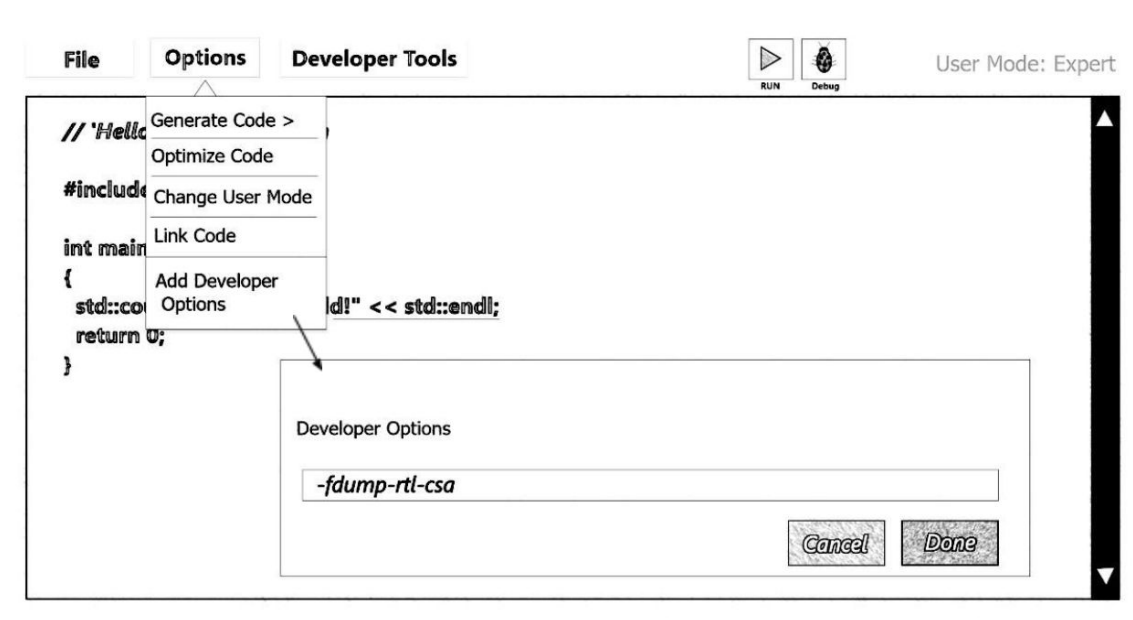 File Options Developer Tools User Mode: Expert
RUN Debug
Generate Code >
Optimize Code
Change User Mode
Link Code
Add Developer
Options
// 'Hello
#include
int main
{
std::cou d!" << std::endl;
return 0;
}
Developer Options
-fdump-rtl-csa
Cancel Done